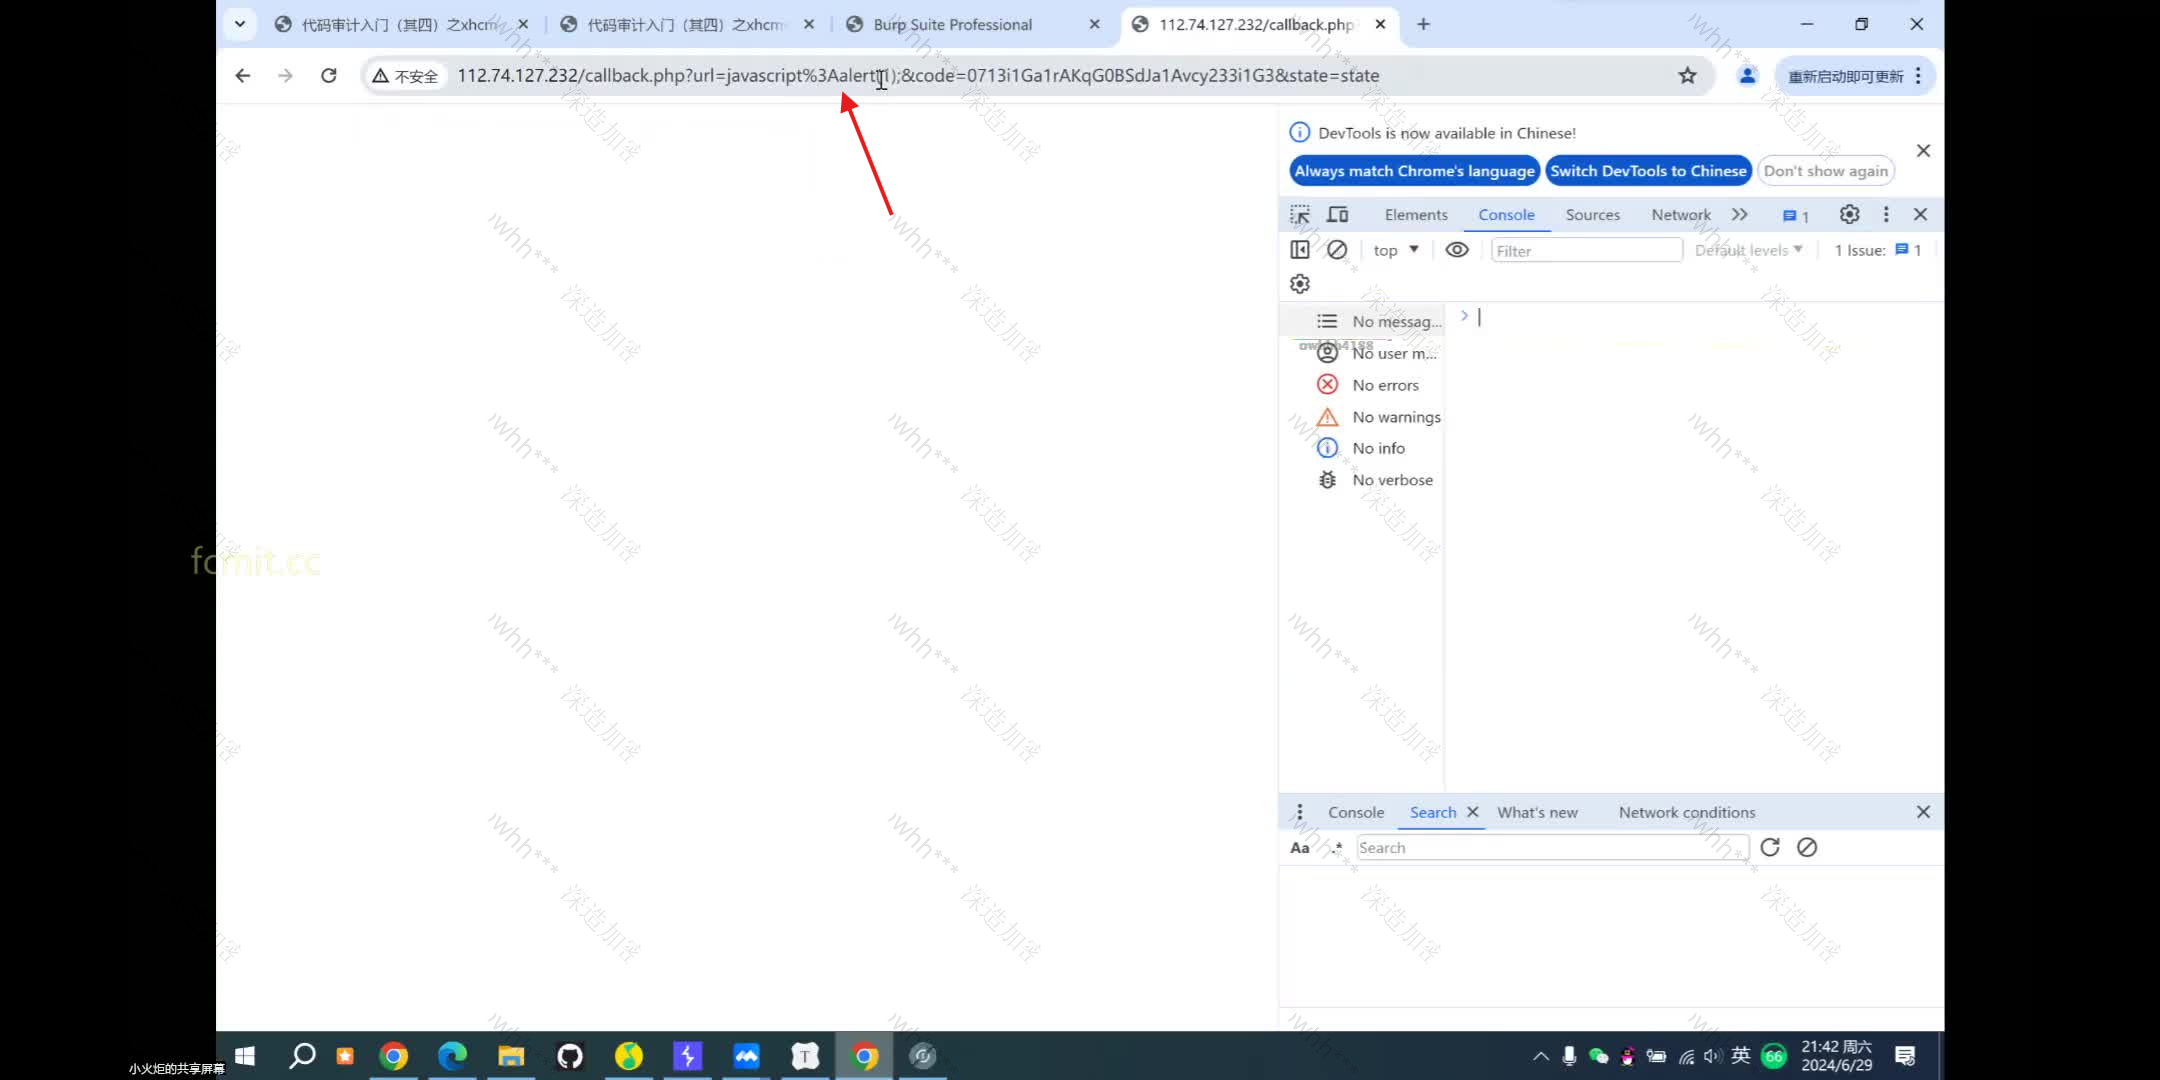 代码审计入门（其四）之xhcm
代码审计入门（其四）之xhcm
Burp Suite Professional
112.74.127.232/callback.php
不安全
112.74.127.232/callback.php?url=javascript%3Aalert(1);&code=0713i1Ga1rAKqG0BSdJa1Avcy233i1G3&state=state
重新启动即可更新
DevTools is now available in Chinese!
Always match Chrome's language
Switch DevTools to Chinese
Don't show again
Elements
Console
Sources
Network
1
top
Filter
Default levels
1 Issue:
1
No messag...
No user m...
No errors
No warnings
No info
No verbose
Console
Search
What's new
Network conditions
Aa
.*
Search
fcmit.cc
深造加密
小火炬的共享屏幕
英
66
21:42 周六
2024/6/29